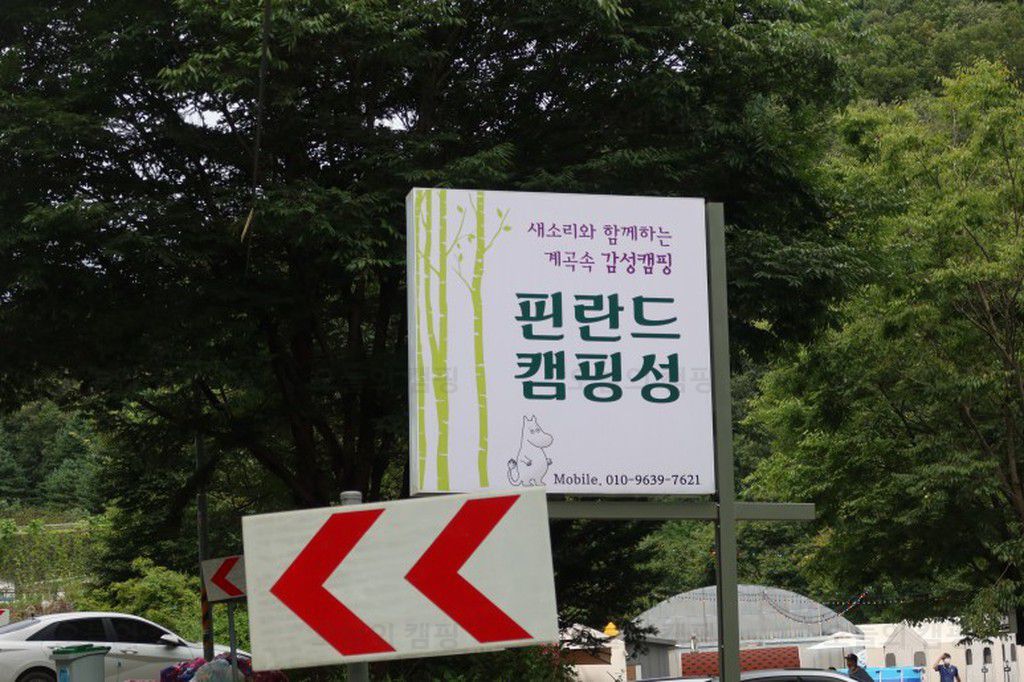 새소리와 함께하는
계곡속 감성캠핑
핀란드
캠핑성
Mobile. 010-9639-7621